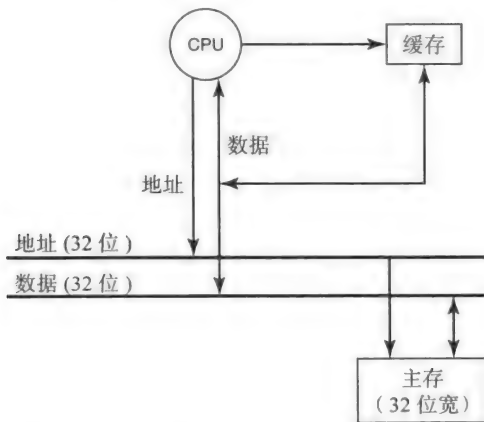 CPU
缓存
数据
地址
地址 (32 位)
数据 (32 位)
主存
(32 位宽)